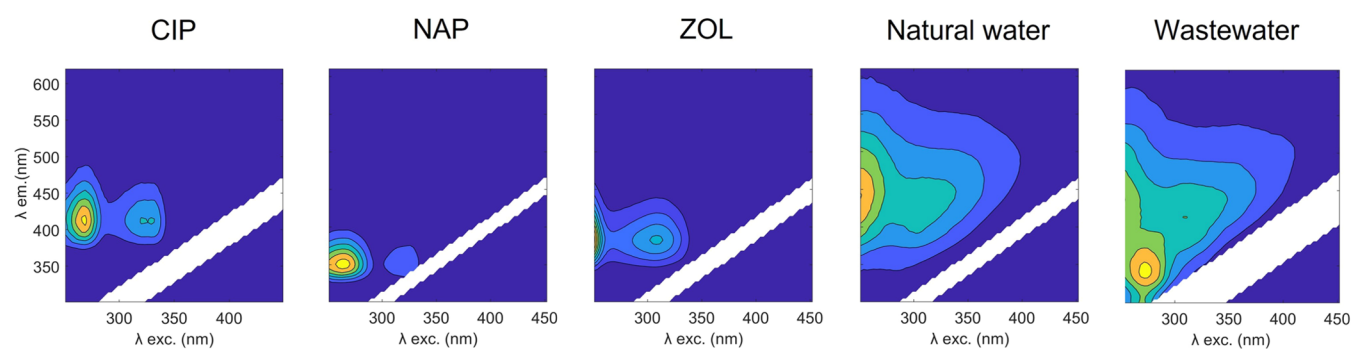 CIP
NAP
ZOL
Natural water
Wastewater
λ em.(nm)
600
550
500
450
400
350
300 350 400
λ exc. (nm)
300 350 400 450
λ exc. (nm)
300 350 400 450
λ exc. (nm)
300 350 400 450
λ exc. (nm)
300 350 400 450
λ exc. (nm)